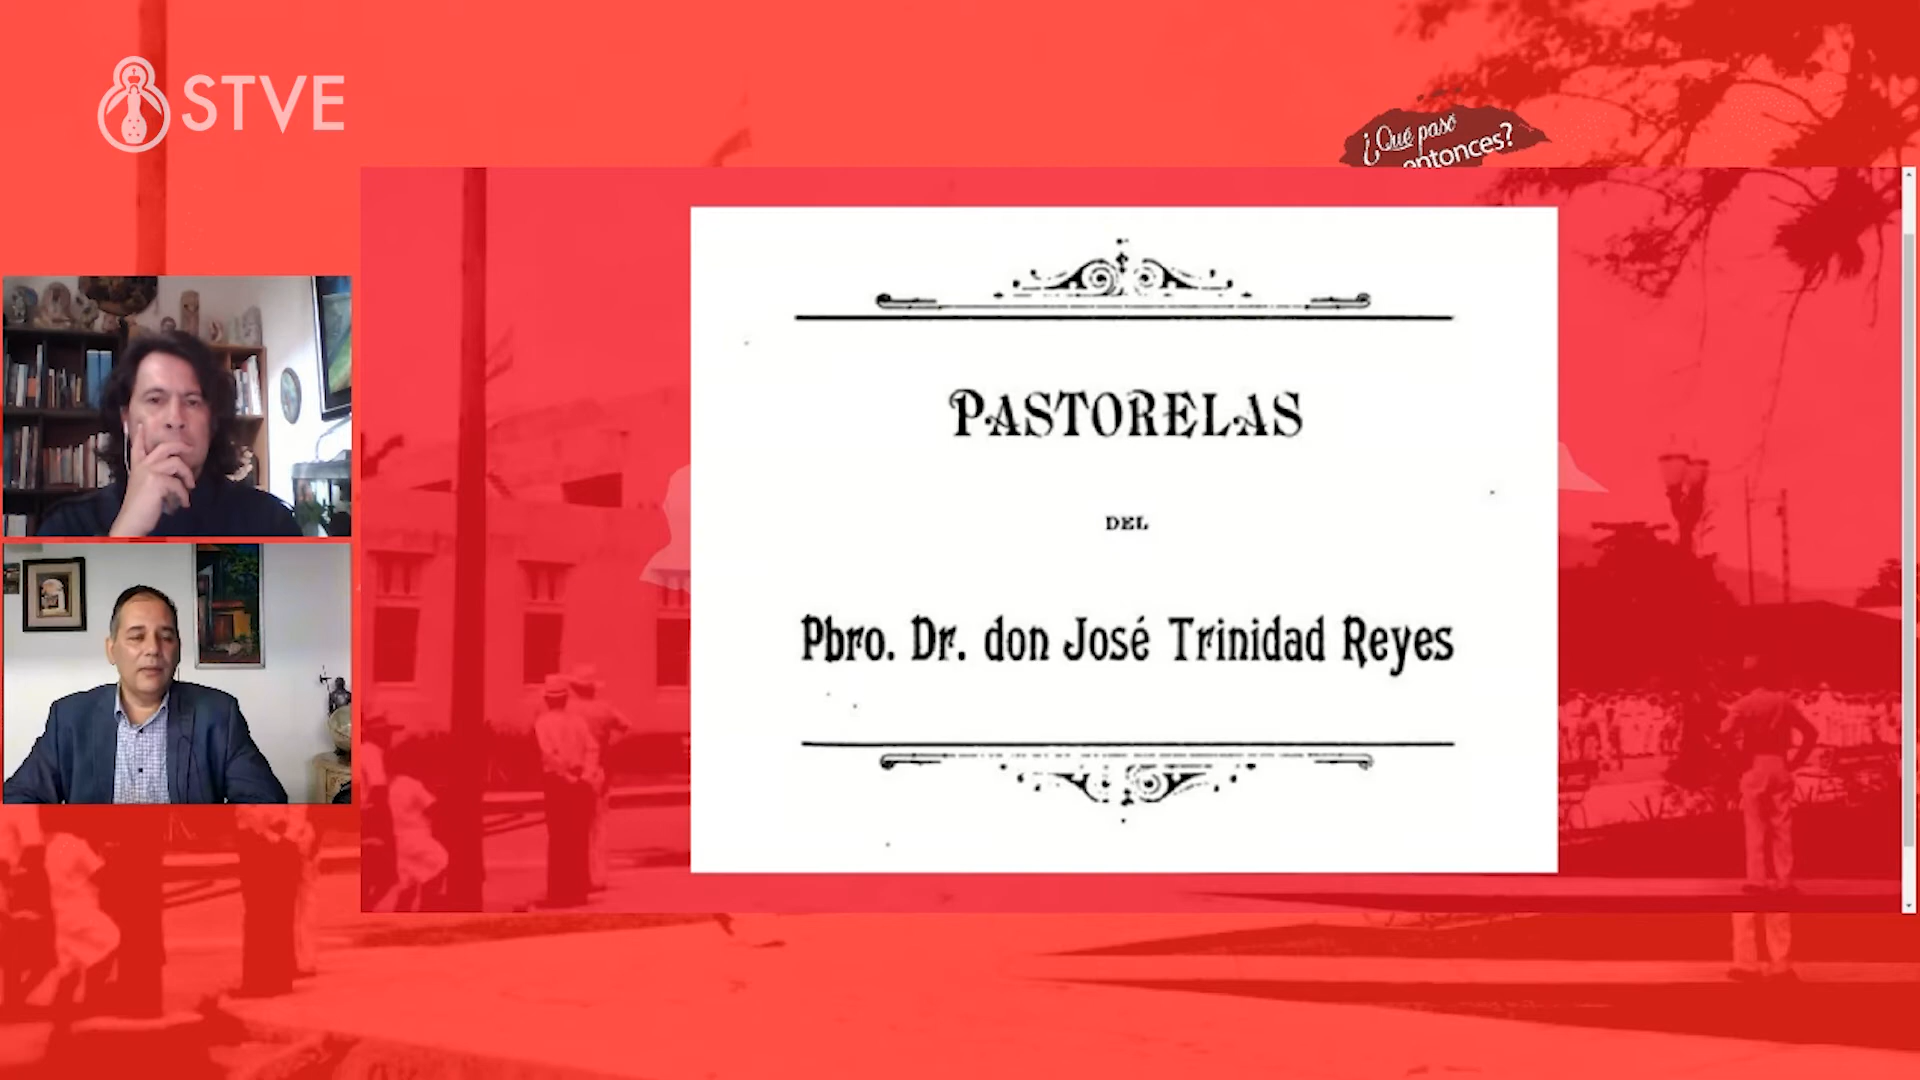 STVE
¿Qué pasó
entonces?
PASTORELAS
DEL
Pbro. Dr. don José Trinidad Reyes